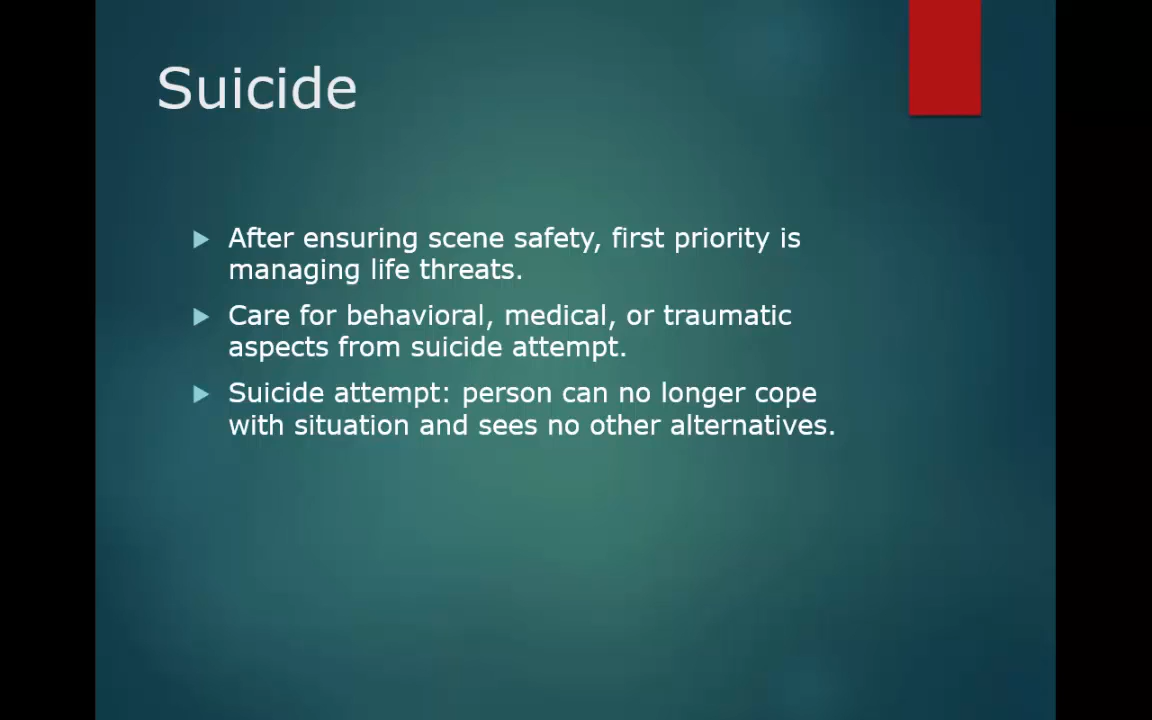 Suicide
After ensuring scene safety, first priority is
managing life threats.
Care for behavioral, medical, or traumatic
aspects from suicide attempt.
Suicide attempt: person can no longer cope
with situation and sees no other alternatives.